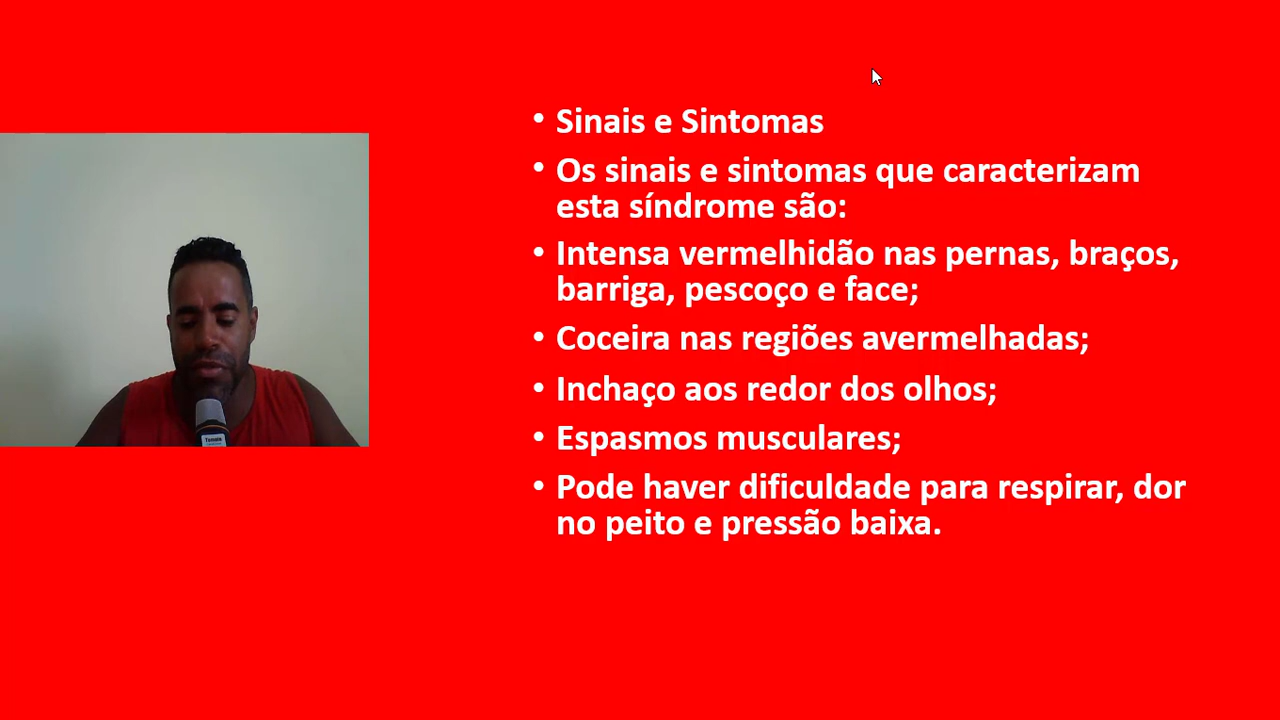 • Sinais e Sintomas
• Os sinais e sintomas que caracterizam
esta síndrome são:
• Intensa vermelhidão nas pernas, braços,
barriga, pescoço e face;
• Coceira nas regiões avermelhadas;
• Inchaço aos redor dos olhos;
• Espasmos musculares;
• Pode haver dificuldade para respirar, dor
no peito e pressão baixa.